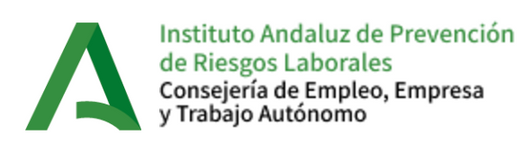 Instituto Andaluz de Prevención
de Riesgos Laborales
Consejería de Empleo, Empresa
y Trabajo Autónomo